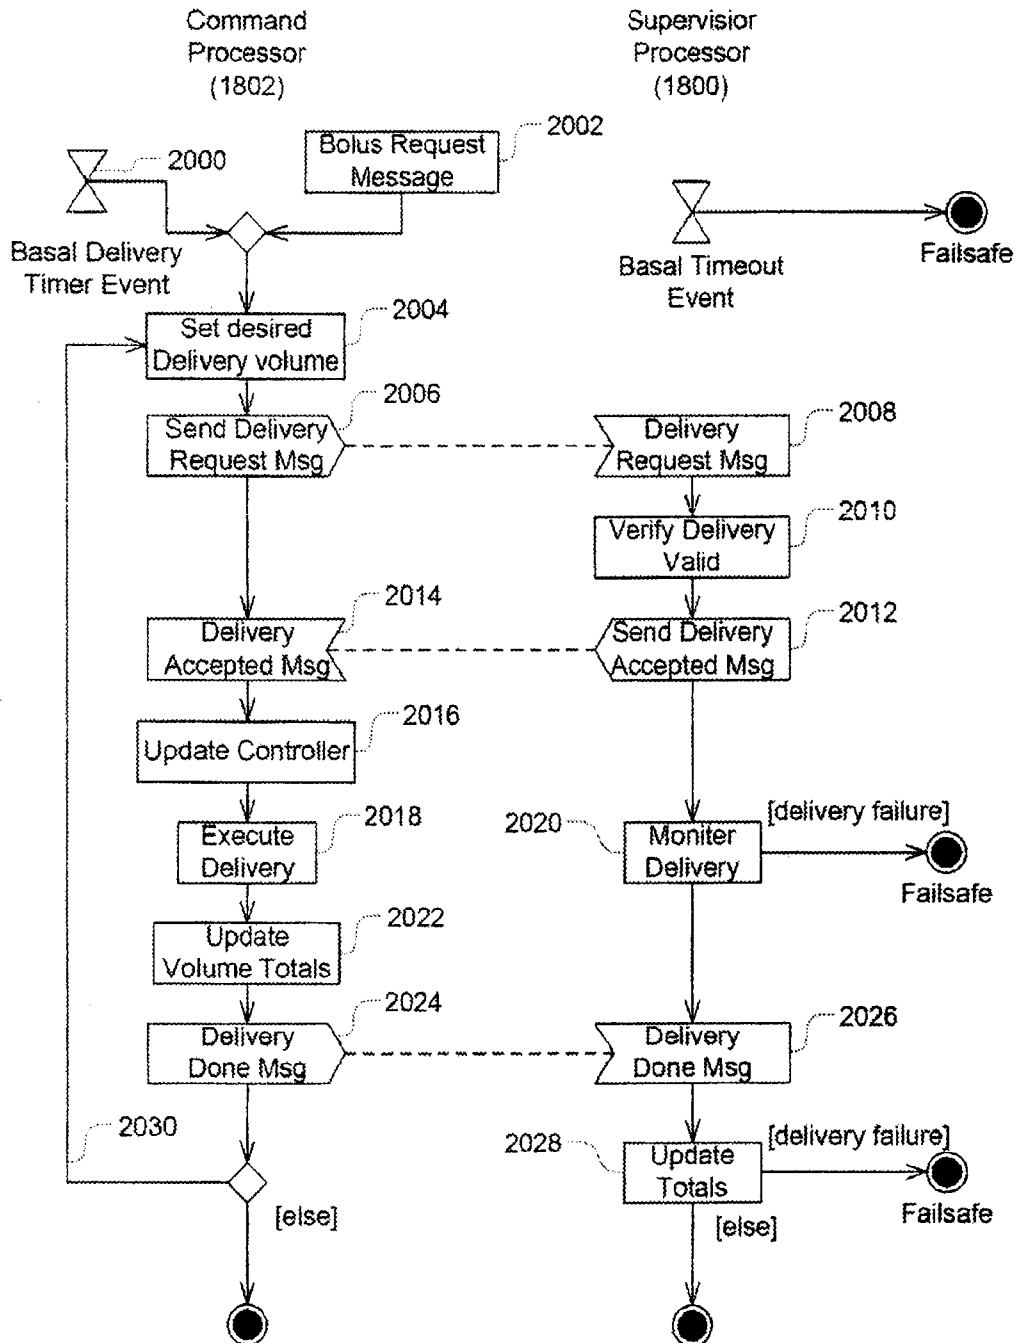 Command
Processor
(1802)
Supervisior
Processor
(1800)
2000
Bolus Request
Message
2002
Basal Delivery
Timer Event
Basal Timeout
Event
Failsafe
Set desired
Delivery volume
2004
Send Delivery
Request Msg
2006
Delivery
Request Msg
2008
Verify Delivery
Valid
2010
Delivery
Accepted Msg
2014
Send Delivery
Accepted Msg
2012
Update Controller
2016
Execute
Delivery
2018
2020
Moniter
Delivery
[delivery failure]
Failsafe
Update
Volume Totals
2022
Delivery
Done Msg
2024
Delivery
Done Msg
2026
2030
[else]
2028
Update
Totals
[delivery failure]
Failsafe
[else]